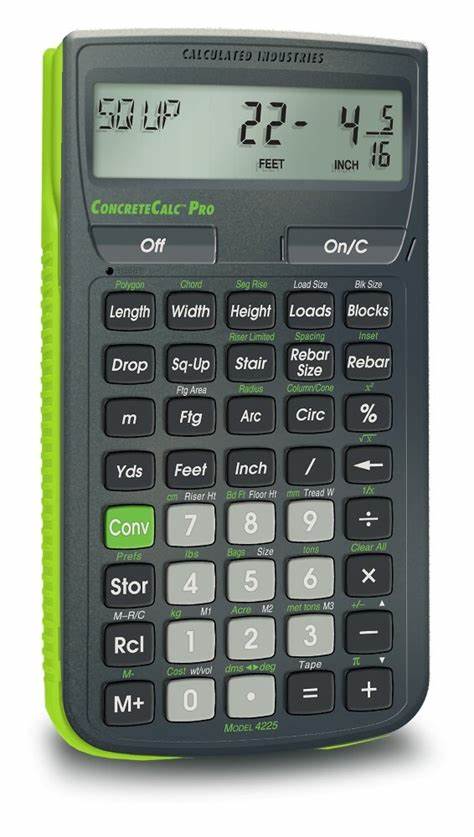 CALCULATED INDUSTRIES
SQUP 22- 4 5/16
FEET INCH
CONCRETECALC™ PRO
Off On/C
Polygon Chord Seg Rise Load Size Blk Size
Length Width Height Loads Blocks
Riser Limited Spacing Inset
Drop Sq-Up Stair Rebar Size Rebar
Ftg Area Radius Column/Cone x²
m Ftg Arc Circ %
√x
Yds Feet Inch / ←
cm Riser Ht Bd Ft Floor Ht mm Tread W 1/x
Conv 7 8 9 ÷
Prefs lbs Bags Size tons Clear All
Stor 4 5 6 ×
M-R/C kg M1 Acre M2 met tons M3 +/- ▲
Rcl 1 2 3 −
M- Cost wt/vol dms◄►deg Tape π ▼
M+ 0 • = +
MODEL 4225